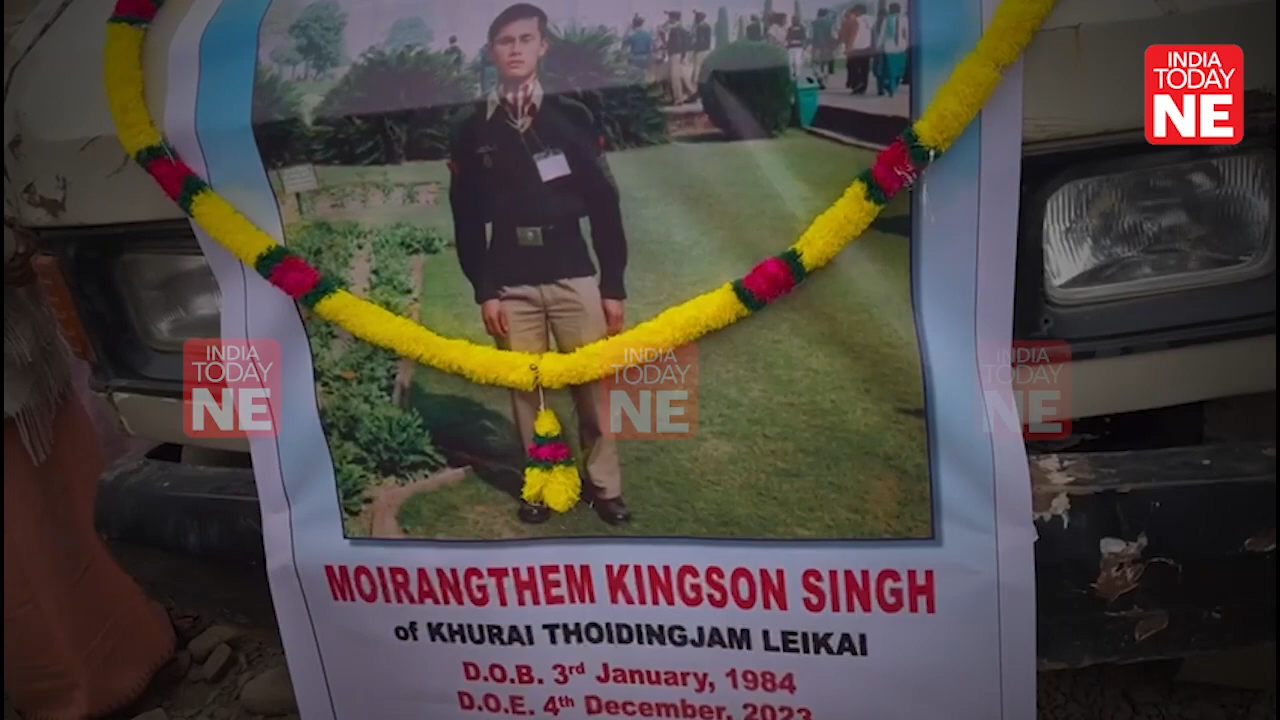 INDIA
TODAY
NE
INDIA
TODAY
NE
INDIA
TODAY
NE
INDIA
TODAY
NE
MOIRANGTHEM KINGSON SINGH
of KHURAI THOIDINGJAM LEIKAI
D.O.B. 3rd January, 1984
D.O.E. 4th December, 2023